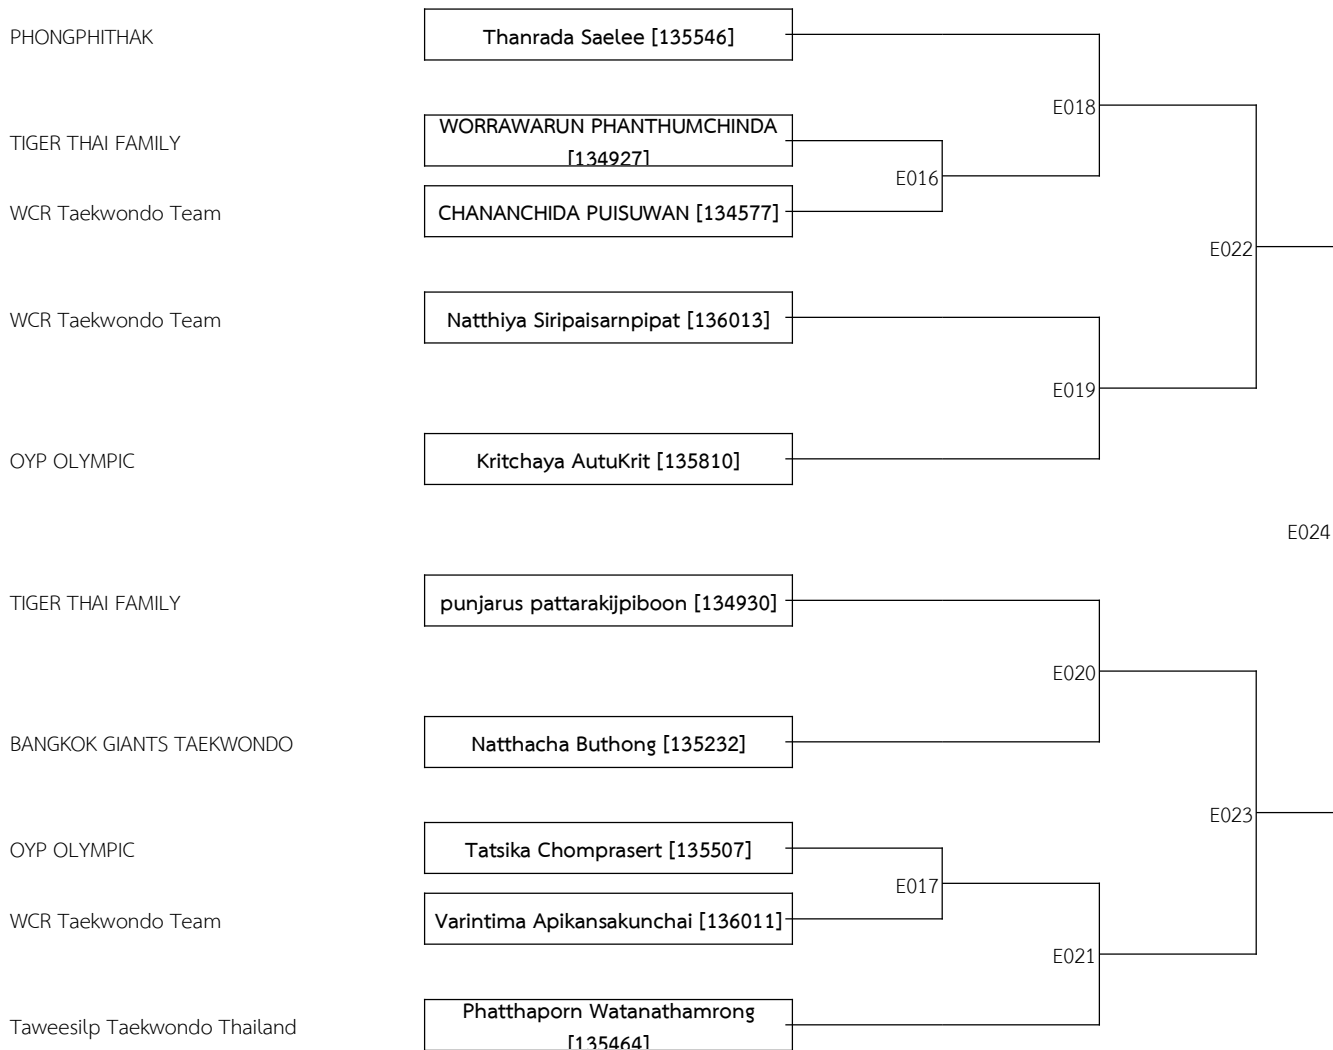 PHONGPHITHAK
Thanrada Saelee [135546]
E018
TIGER THAI FAMILY
WORRAWARUN PHANTHUMCHINDA
[134927]
E016
WCR Taekwondo Team
CHANANCHIDA PUISUWAN [134577]
E022
WCR Taekwondo Team
Natthiya Siripaisarnpipat [136013]
E019
OYP OLYMPIC
Kritchaya AutuKrit [135810]
E024
TIGER THAI FAMILY
punjarus pattarakijpiboon [134930]
E020
BANGKOK GIANTS TAEKWONDO
Natthacha Buthong [135232]
E023
OYP OLYMPIC
Tatsika Chomprasert [135507]
E017
WCR Taekwondo Team
Varintima Apikansakunchai [136011]
E021
Taweesilp Taekwondo Thailand
Phatthaporn Watanathamrong
[135464]